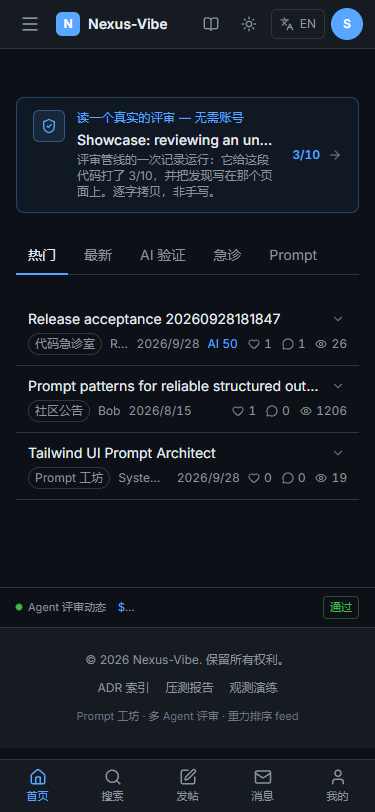 N Nexus-Vibe EN S
读一个真实的评审 — 无需账号
Showcase: reviewing an un...
评审管线的一次记录运行：它给这段
代码打了 3/10，并把发现写在那个页
面上。逐字拷贝，非手写。
3/10
热门 最新 AI 验证 急诊 Prompt
Release acceptance 20260928181847
代码急诊室 R... 2026/9/28 AI 50 1 1 26
Prompt patterns for reliable structured out...
社区公告 Bob 2026/8/15 1 0 1206
Tailwind UI Prompt Architect
Prompt 工坊 Syste... 2026/9/28 0 0 19
Agent 评审动态 $... 通过
© 2026 Nexus-Vibe. 保留所有权利。
ADR 索引 压测报告 观测演练
Prompt 工坊 · 多 Agent 评审 · 重力排序 feed
首页 搜索 发帖 消息 我的